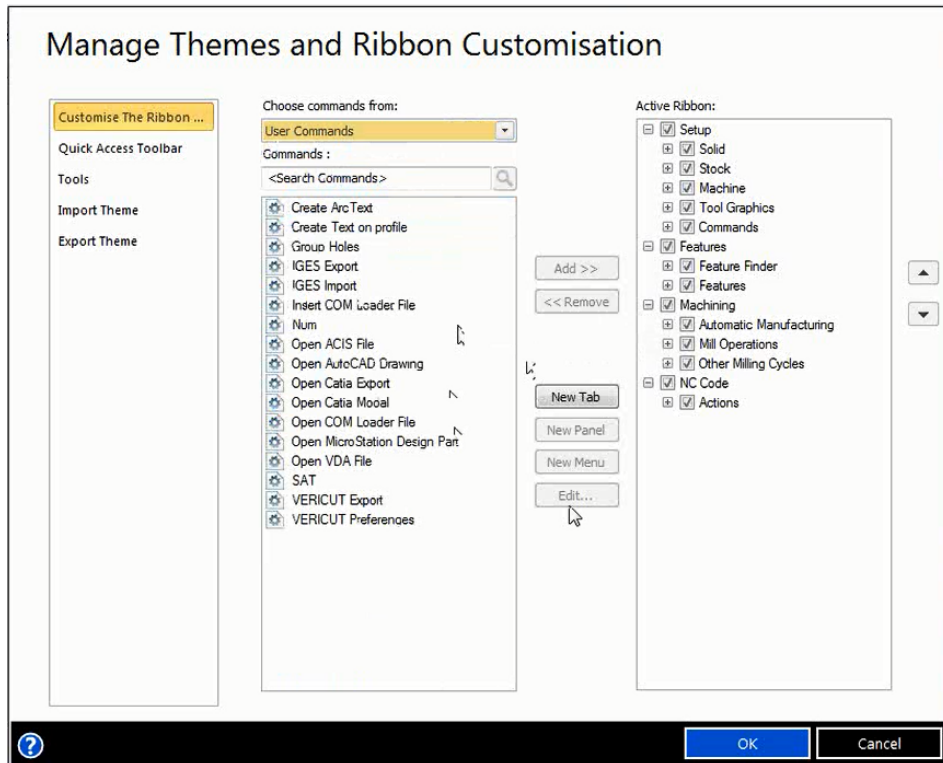 Manage Themes and Ribbon Customisation
Customise The Ribbon ...
Quick Access Toolbar
Tools
Import Theme
Export Theme
Choose commands from:
User Commands
Commands :
<Search Commands>
Create ArcText
Create Text on profile
Group Holes
IGES Export
IGES Import
Insert COM Loader File
Num
Open ACIS File
Open AutoCAD Drawing
Open Catia Export
Open Catia Modal
Open COM Loader File
Open MicroStation Design Part
Open VDA File
SAT
VERICUT Export
VERICUT Preferences
Add >>
<< Remove
New Tab
New Panel
New Menu
Edit...
Active Ribbon:
Setup
Solid
Stock
Machine
Tool Graphics
Commands
Features
Feature Finder
Features
Machining
Automatic Manufacturing
Mill Operations
Other Milling Cycles
NC Code
Actions
?
OK
Cancel